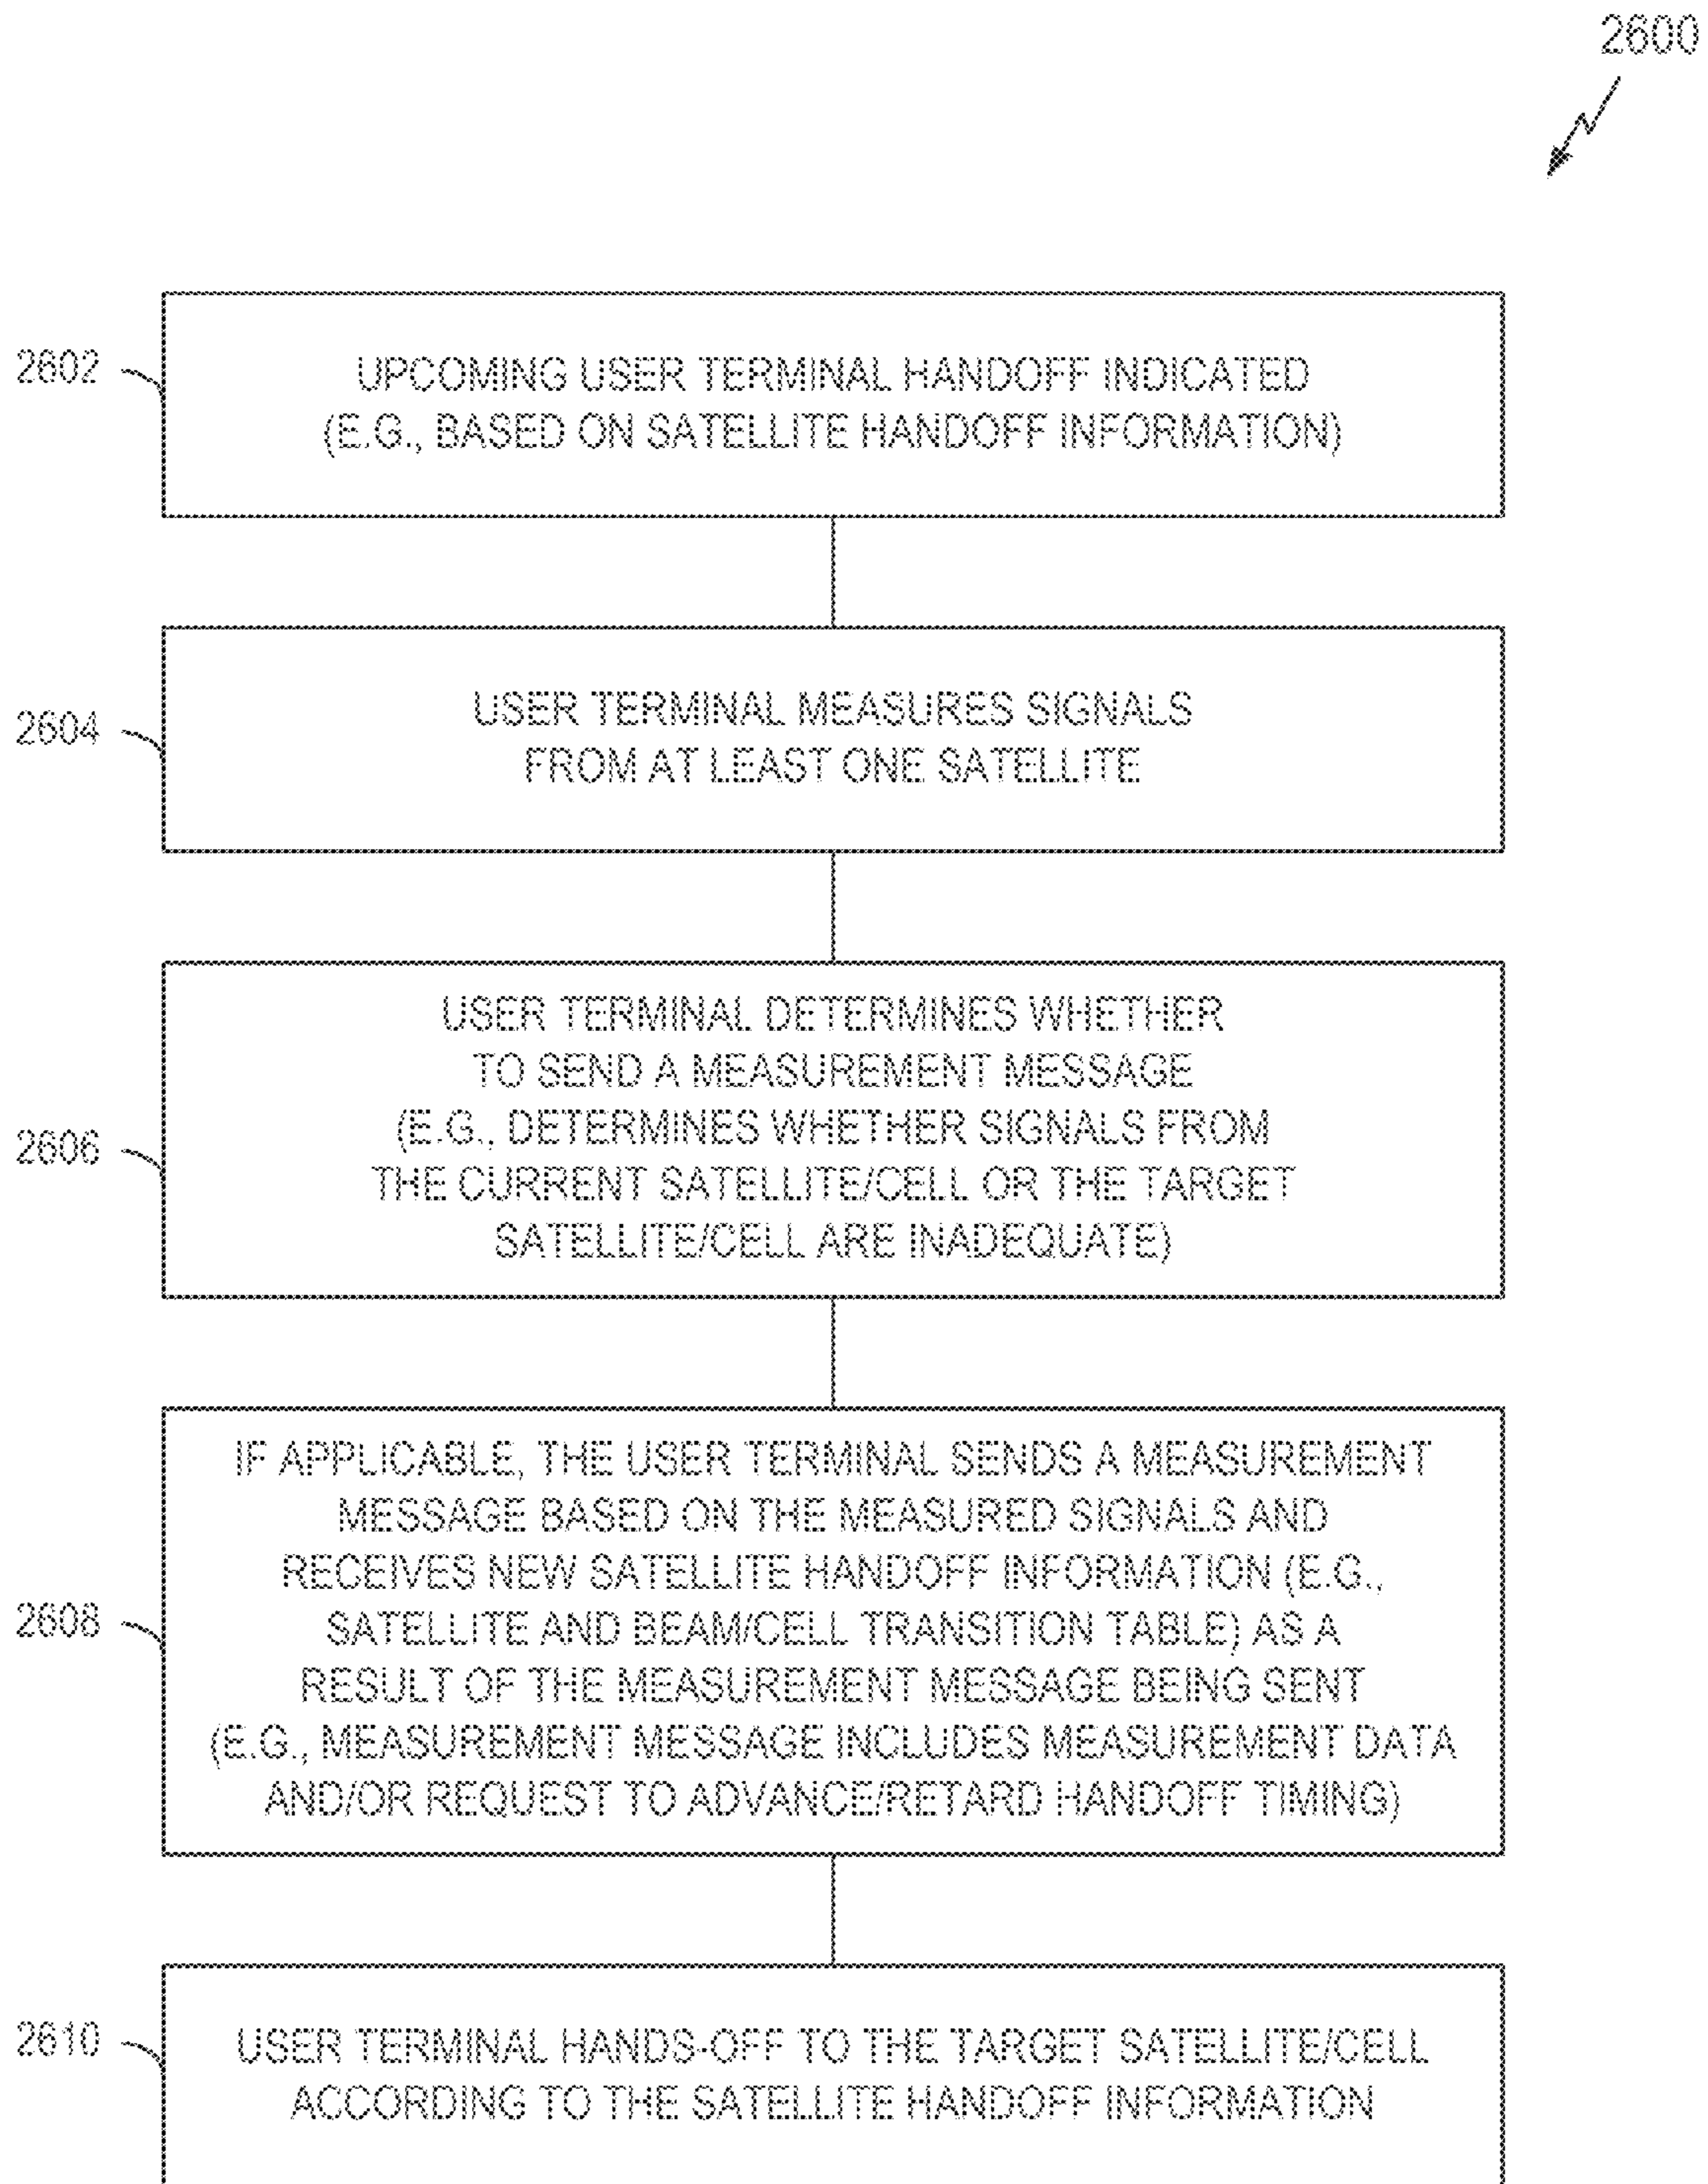 2600
2602
UPCOMING USER TERMINAL HANDOFF INDICATED
(E.G., BASED ON SATELLITE HANDOFF INFORMATION)
2604
USER TERMINAL MEASURES SIGNALS
FROM AT LEAST ONE SATELLITE
2606
USER TERMINAL DETERMINES WHETHER
TO SEND A MEASUREMENT MESSAGE
(E.G., DETERMINES WHETHER SIGNALS FROM
THE CURRENT SATELLITE/CELL OR THE TARGET
SATELLITE/CELL ARE INADEQUATE)
2608
IF APPLICABLE, THE USER TERMINAL SENDS A MEASUREMENT
MESSAGE BASED ON THE MEASURED SIGNALS AND
RECEIVES NEW SATELLITE HANDOFF INFORMATION (E.G.,
SATELLITE AND BEAM/CELL TRANSITION TABLE) AS A
RESULT OF THE MEASUREMENT MESSAGE BEING SENT
(E.G., MEASUREMENT MESSAGE INCLUDES MEASUREMENT DATA
AND/OR REQUEST TO ADVANCE/RETARD HANDOFF TIMING)
2610
USER TERMINAL HANDS-OFF TO THE TARGET SATELLITE/CELL
ACCORDING TO THE SATELLITE HANDOFF INFORMATION